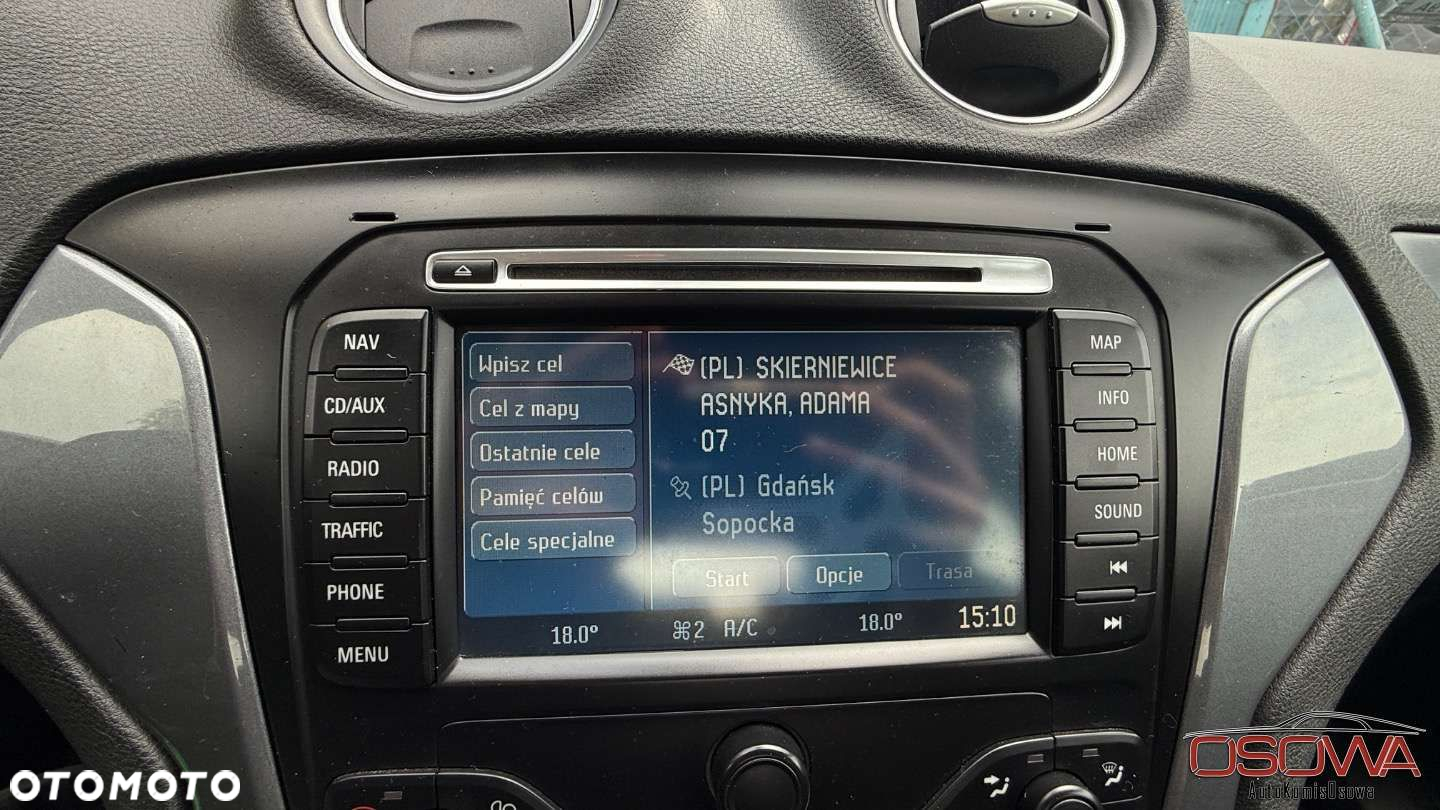 NAV
CD/AUX
RADIO
TRAFFIC
PHONE
MENU
Wpisz cel
Cel z mapy
Ostatnie cele
Pamięć celów
Cele specjalne
(PL) SKIERNIEWICE
ASNYKA, ADAMA
07
(PL) Gdańsk
Sopocka
Start
Opcje
Trasa
18.0°
2 A/C
18.0°
15:10
MAP
INFO
HOME
SOUND
OTOMOTO
OSOWA
AutoKomisOsowa